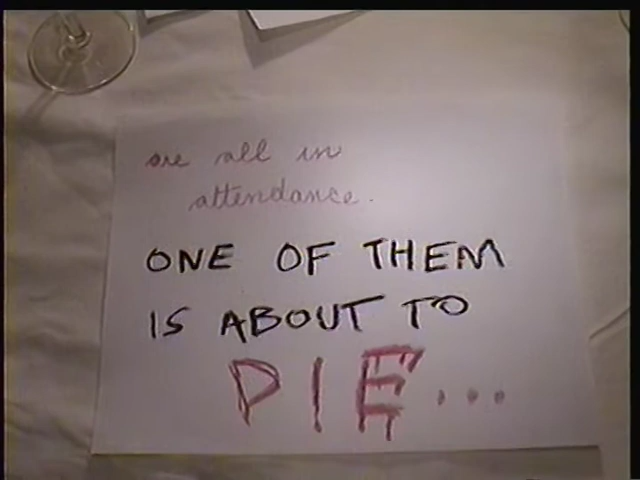 are all in
attendance.
ONE OF THEM
IS ABOUT TO
DIE...